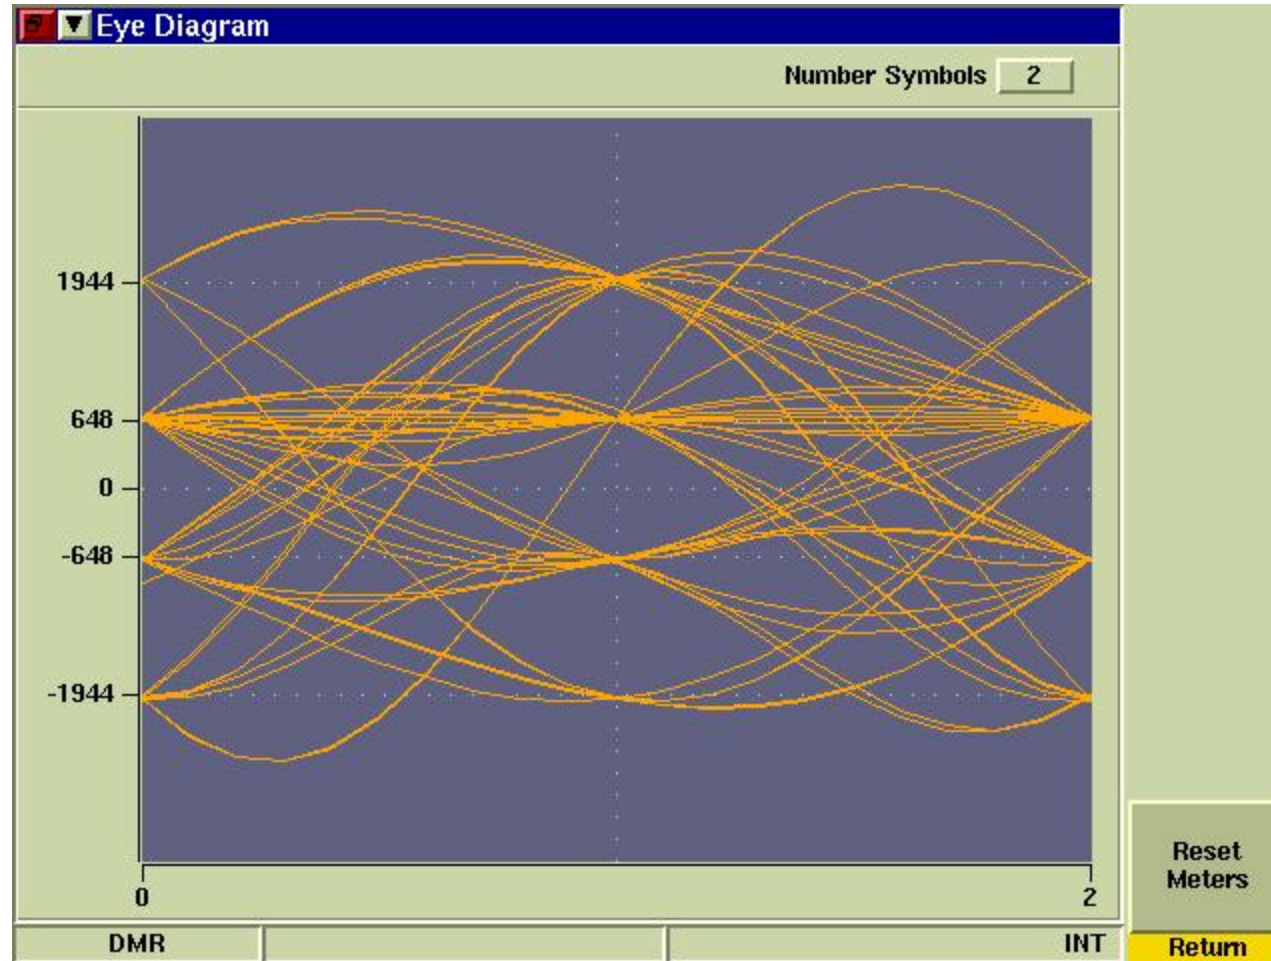 Eye Diagram
Number Symbols 2
1944
648
0
-648
-1944
0 2
Reset
Meters
DMR INT
Return